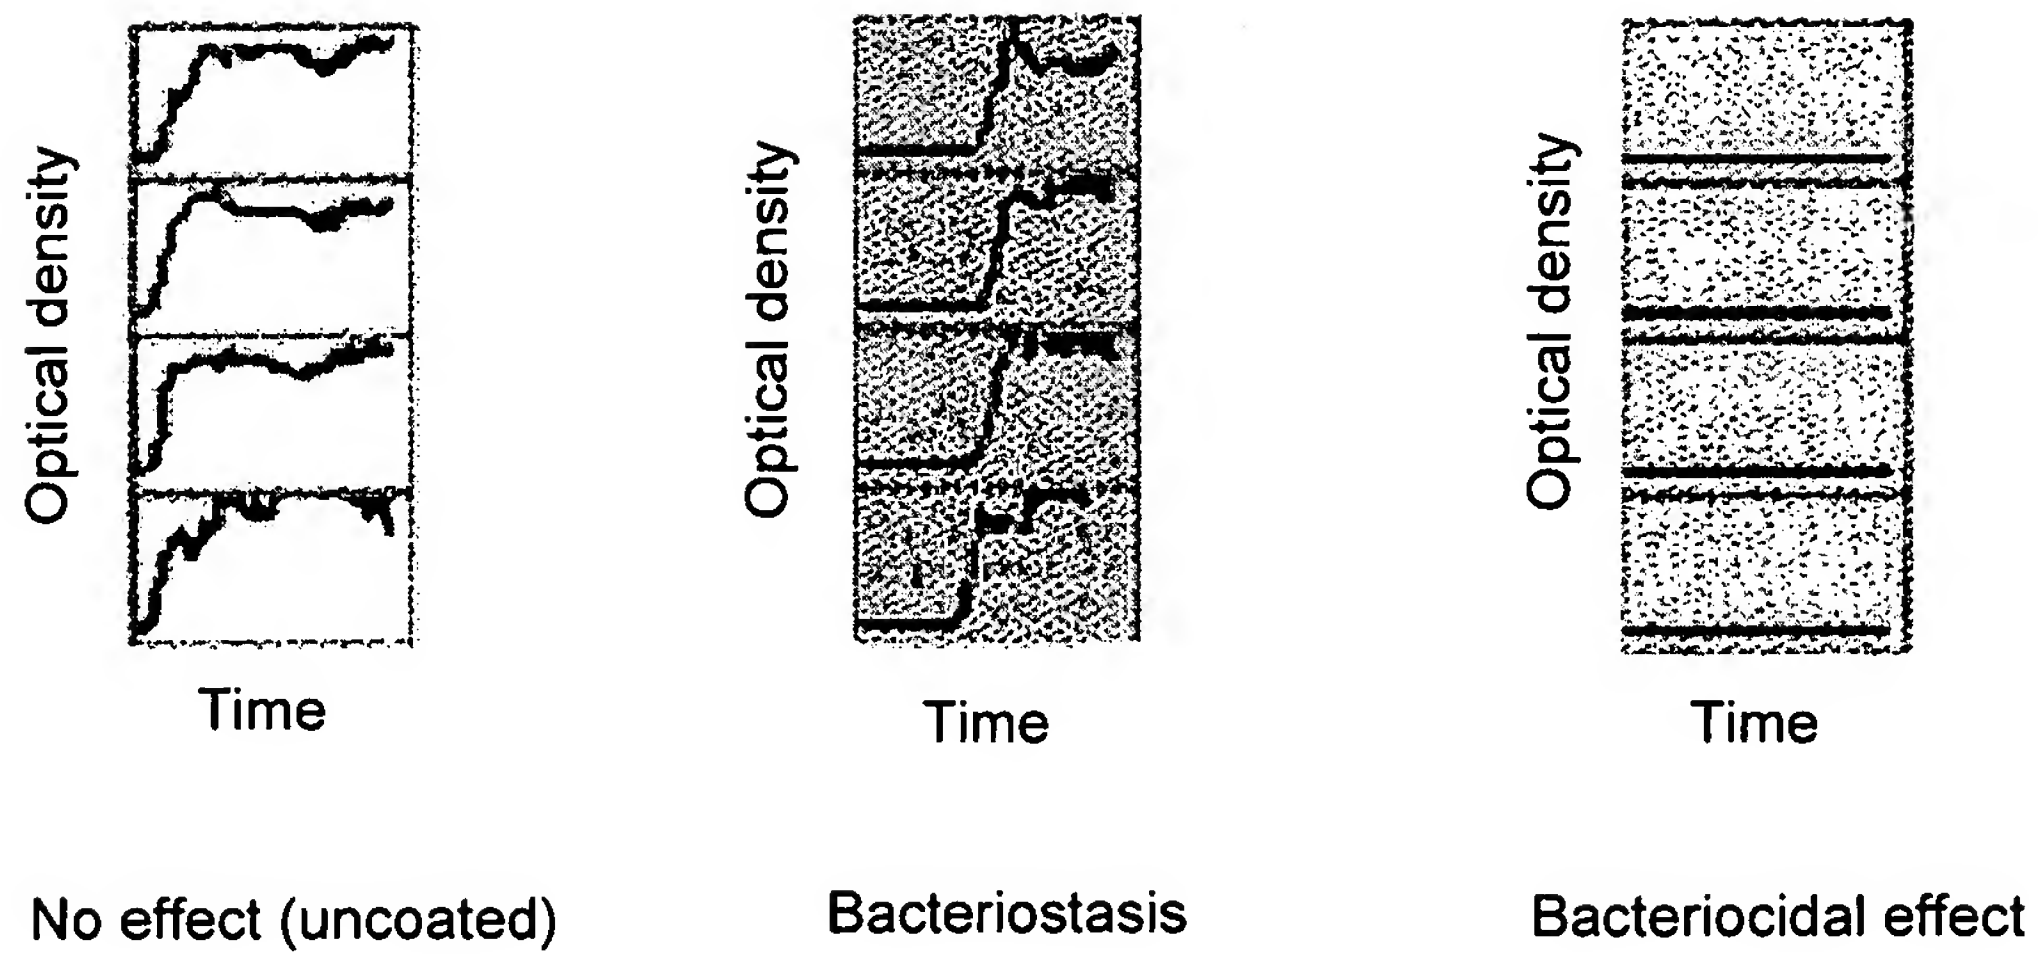 Optical density
Time
No effect (uncoated)
Optical density
Time
Bacteriostasis
Optical density
Time
Bacteriocidal effect